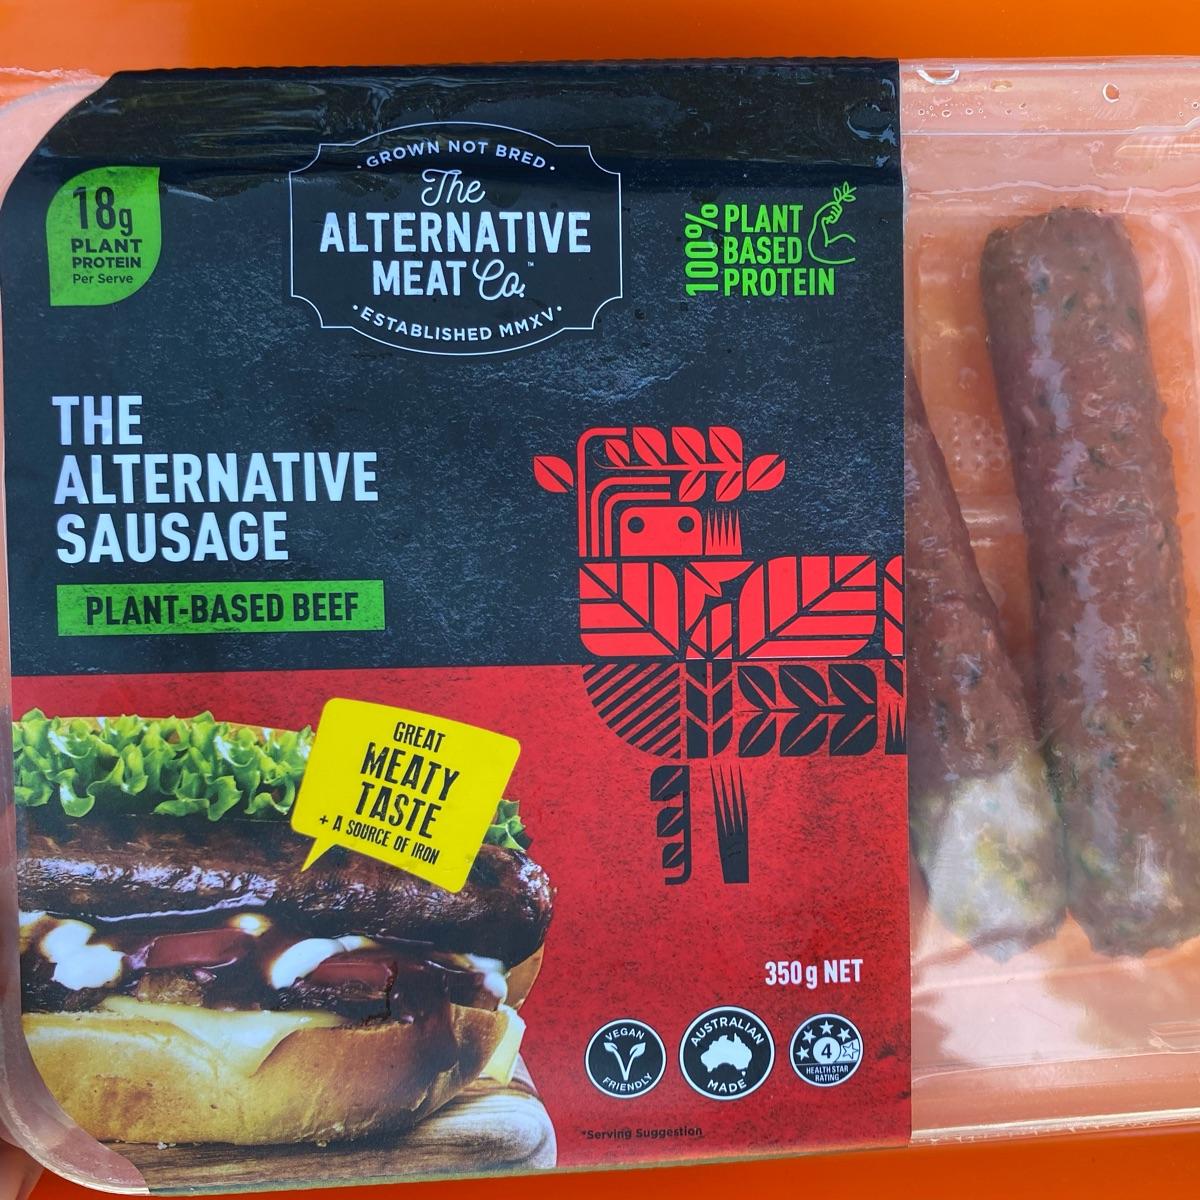 18g
PLANT
PROTEIN
Per Serve
GROWN NOT BRED
The
ALTERNATIVE
MEAT Co.™
ESTABLISHED MMXV
100%
PLANT
BASED
PROTEIN
THE
ALTERNATIVE
SAUSAGE
PLANT-BASED BEEF
GREAT
MEATY
TASTE
+ A SOURCE OF IRON
350g NET
VEGAN
FRIENDLY
AUSTRALIAN
MADE
4
HEALTH STAR
RATING
*Serving Suggestion